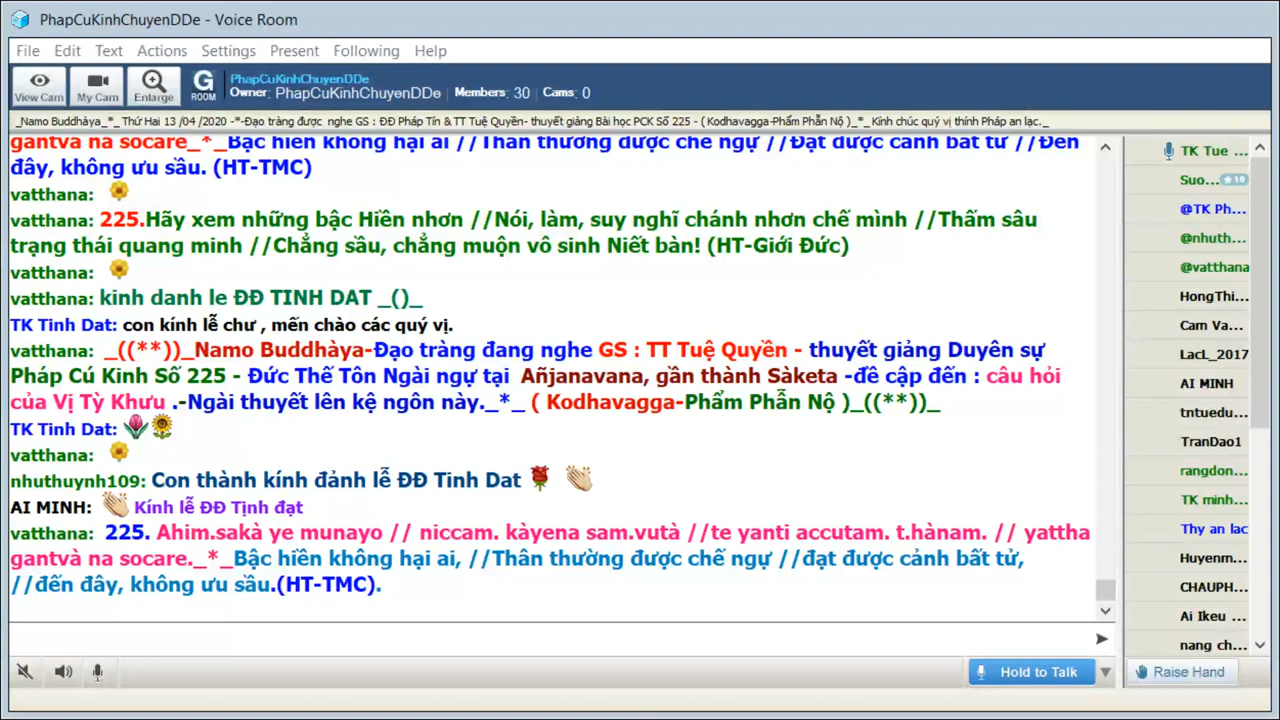 PhapCuKinhChuyenDDe - Voice Room
File Edit Text Actions Settings Present Following Help
View Cam My Cam Enlarge G ROOM
PhapCuKinhChuyenDDe
Owner: PhapCuKinhChuyenDDe Members: 30 Cams: 0
_Namo Buddhàya_*_Thứ Hai 13 /04 /2020 -*-Đạo tràng được nghe GS : ĐĐ Pháp Tín & TT Tuệ Quyền- thuyết giảng Bài học PCK Số 225 - ( Kodhavagga-Phẩm Phẫn Nộ )_*_ Kính chúc quý vị thính Pháp an lạc._
gantvà na socare_*_Bậc hiền không hại ai //Thân thường được chế ngự //Đạt được cảnh bất tử //Đến
đây, không ưu sầu. (HT-TMC)
vatthana:
vatthana: 225.Hãy xem những bậc Hiền nhơn //Nói, làm, suy nghĩ chánh nhơn chế mình //Thấm sâu
trạng thái quang minh //Chẳng sầu, chẳng muộn vô sinh Niết bàn! (HT-Giới Đức)
vatthana:
vatthana: kinh danh le ĐĐ TINH DAT _()_
TK Tinh Dat: con kính lễ chư , mến chào các quý vị.
vatthana: _((**))_Namo Buddhàya-Đạo tràng đang nghe GS : TT Tuệ Quyền - thuyết giảng Duyên sự
Pháp Cú Kinh Số 225 - Đức Thế Tôn Ngài ngự tại Añjanavana, gần thành Sàketa -đề cập đến : câu hỏi
của Vị Tỳ Khưu .-Ngài thuyết lên kệ ngôn này._*_ ( Kodhavagga-Phẩm Phẫn Nộ )_((**))_
TK Tinh Dat:
vatthana:
nhuthuynh109: Con thành kính đảnh lễ ĐĐ Tinh Dat
AI MINH: Kính lễ ĐĐ Tịnh đạt
vatthana: 225. Ahim.sakà ye munayo // niccam. kàyena sam.vutà //te yanti accutam. t.hànam. // yattha
gantvà na socare._*_Bậc hiền không hại ai, //Thân thường được chế ngự //đạt được cảnh bất tử,
//đến đây, không ưu sầu.(HT-TMC).
Hold to Talk
TK Tue ...
Suo... 10
@TK Ph...
@nhuth...
@vatthana
HongThi...
Cam Va...
LacL_2017
AI MINH
tntuedu...
TranDao1
rangdon...
TK minh...
Thy an lac
Huyenm...
CHAUPH...
Ai Ikeu ...
nang ch...
Raise Hand